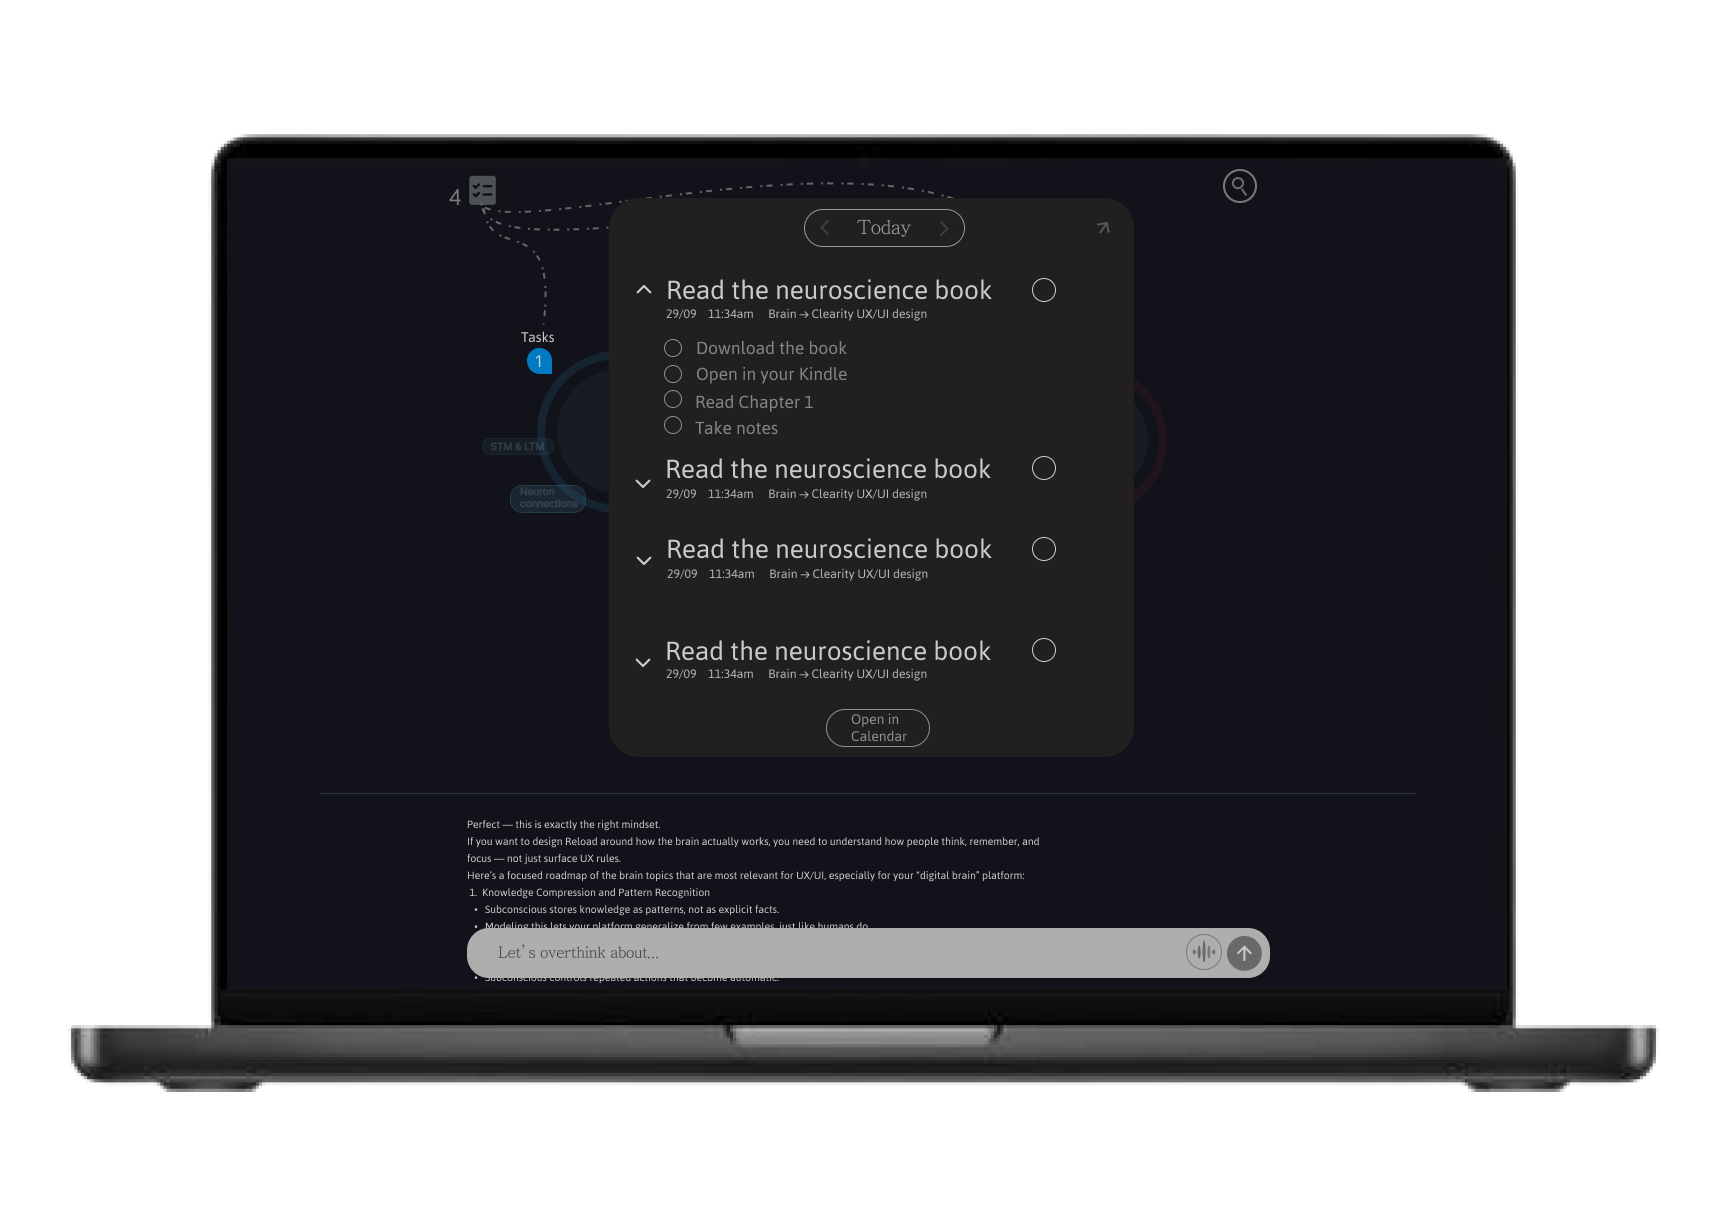 4
Today
Read the neuroscience book
29/09 11:34am Brain → Clearity UX/UI design
Tasks
1
Download the book
Open in your Kindle
Read Chapter 1
Take notes
STM & LTM
Neuron
connections
Read the neuroscience book
29/09 11:34am Brain → Clearity UX/UI design
Read the neuroscience book
29/09 11:34am Brain → Clearity UX/UI design
Read the neuroscience book
29/09 11:34am Brain → Clearity UX/UI design
Open in
Calendar
Perfect — this is exactly the right mindset.
If you want to design Reload around how the brain actually works, you need to understand how people think, remember, and
focus — not just surface UX rules.
Here's a focused roadmap of the brain topics that are most relevant for UX/UI, especially for your “digital brain” platform:
1. Knowledge Compression and Pattern Recognition
• Subconscious stores knowledge as patterns, not as explicit facts.
• Modeling this lets your platform generalize from few examples, just like humans do.
Let's overthink about...
• Subconscious controls repeated actions that become automatic.